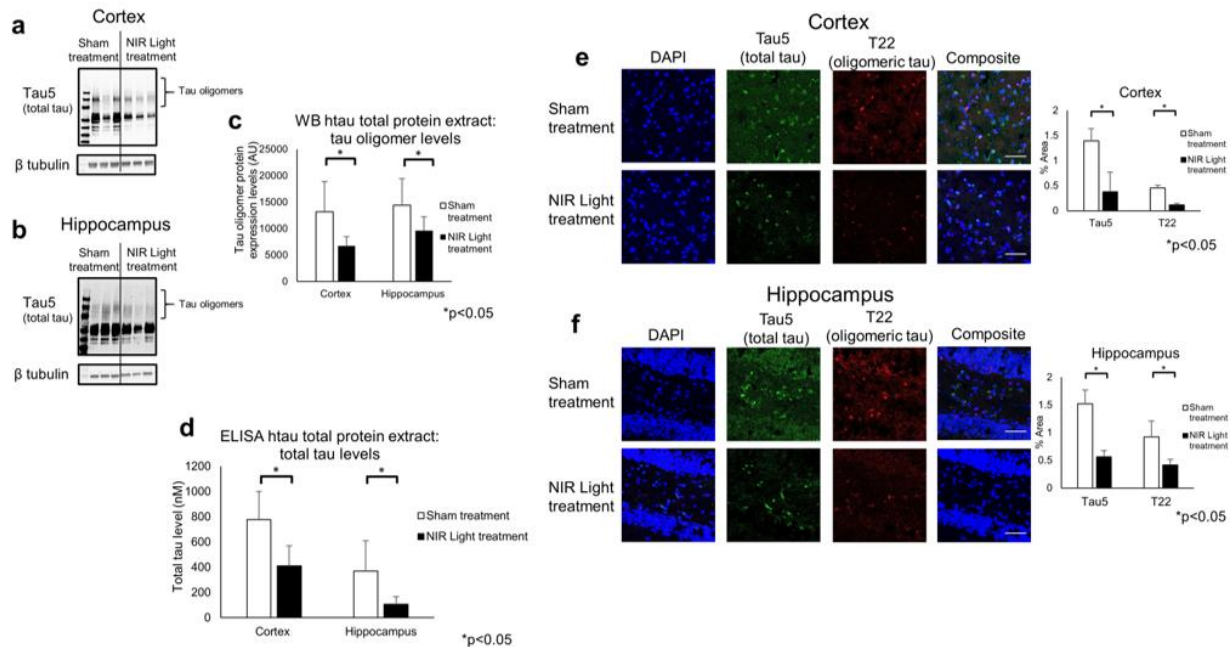 a
Cortex
Sham
treatment
NIR Light
treatment
Tau5
(total tau)
Tau oligomers
β tubulin
b
Hippocampus
Sham
treatment
NIR Light
treatment
Tau5
(total tau)
Tau oligomers
β tubulin
c
WB htau total protein extract:
tau oligomer levels
Tau oligomer protein
expression levels (AU)
25000
20000
15000
10000
5000
0
*
*
Sham
treatment
NIR Light
treatment
Cortex
Hippocampus
*p<0.05
d
ELISA htau total protein extract:
total tau levels
Total tau level (nM)
1200
1000
800
600
400
200
0
*
*
Sham treatment
NIR Light treatment
Cortex
Hippocampus
*p<0.05
e
Cortex
DAPI
Tau5
(total tau)
T22
(oligomeric tau)
Composite
Sham
treatment
NIR Light
treatment
Cortex
% Area
2
1.5
1
0.5
0
*
*
Sham
treatment
NIR Light
treatment
Tau5
T22
*p<0.05
f
Hippocampus
DAPI
Tau5
(total tau)
T22
(oligomeric tau)
Composite
Sham
treatment
NIR Light
treatment
Hippocampus
% Area
2
1.5
1
0.5
0
*
*
Sham
treatment
NIR Light
treatment
Tau5
T22
*p<0.05